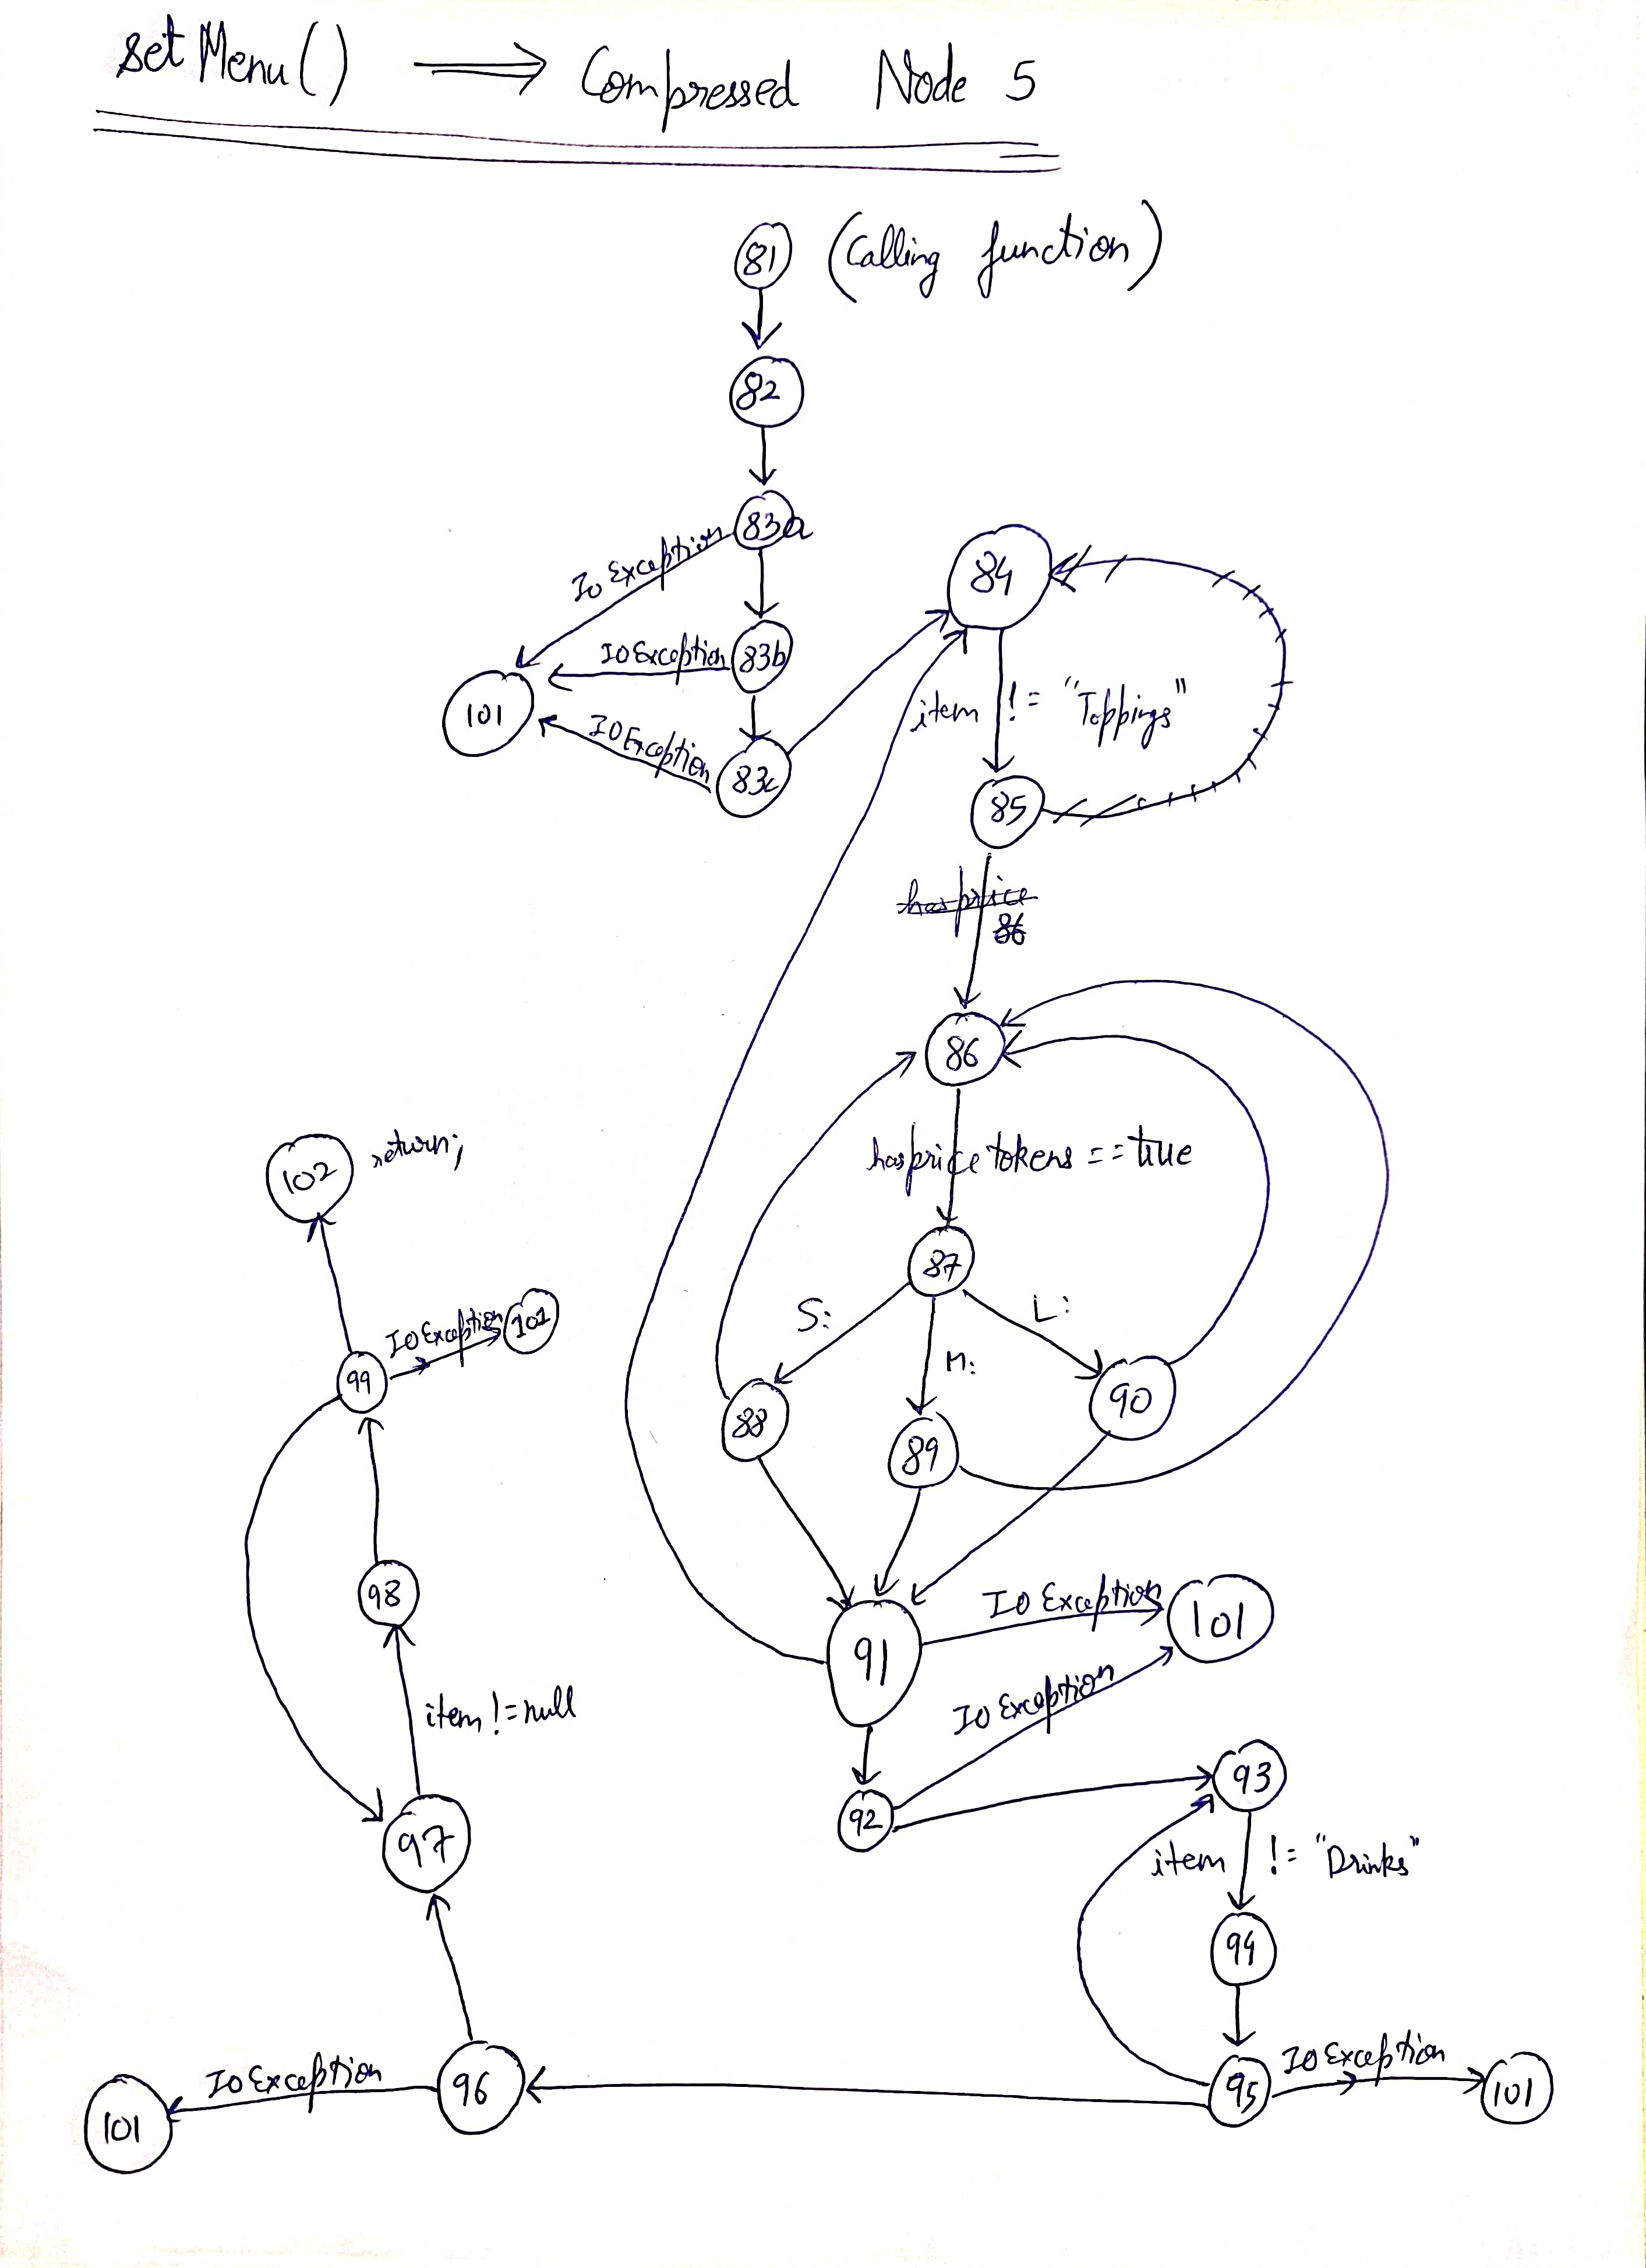 setMenu() ⟹ Compressed Node 5
81 (Calling function)
82
83a
IO Exception
84
IO Exception 83b
101
item != "Toppings"
IO Exception
83c
85
has price
86
86
has price tokens == true
102 return;
87
S: L:
IO Exception 101
M:
99
90
88
89
98
IO Exception 101
91
item != null
IO Exception
93
92
97
item != "Drinks"
94
IO Exception
IO Exception 96
95 101
101